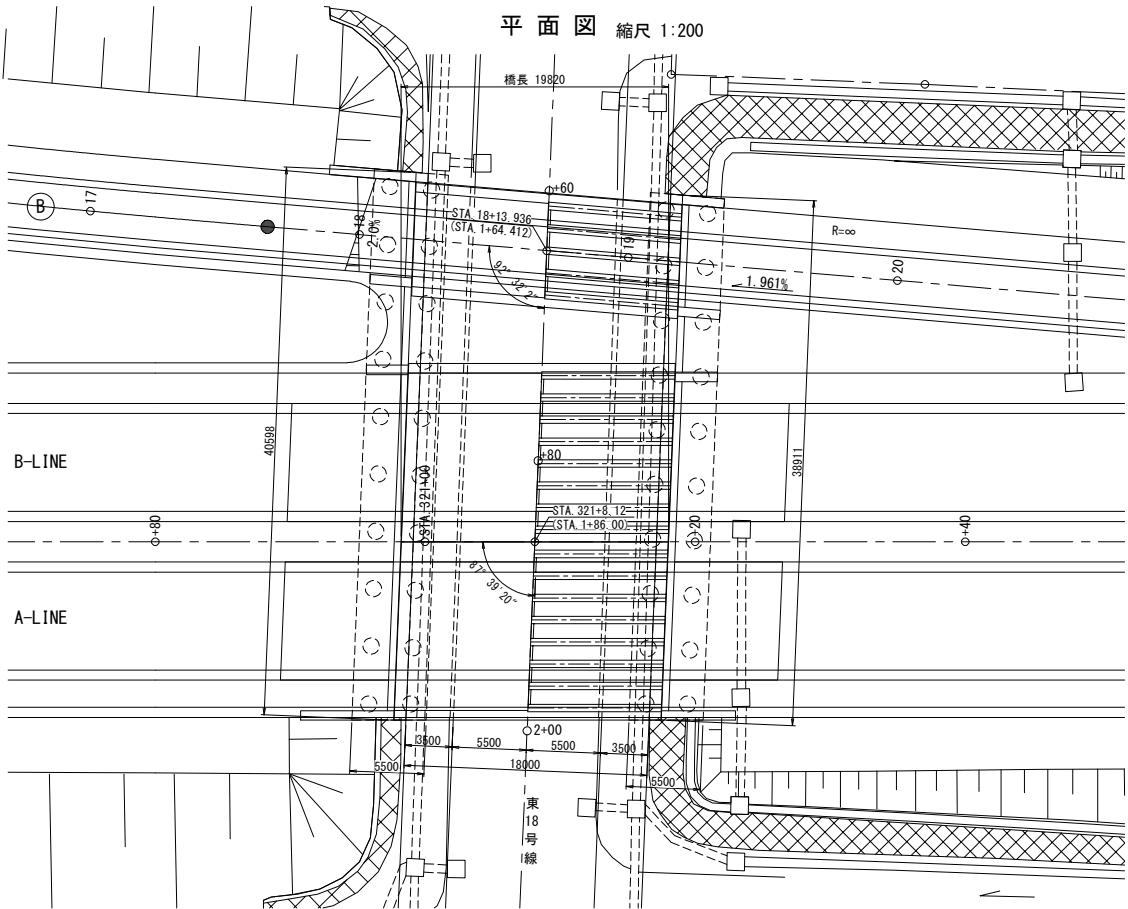 平面図 縮尺 1:200
橋長 19820
+60
17
B
18
2.0%
STA.18+13.936
(STA.1+64.412)
19
R=∞
20
92° 32'2"
1.961%
40598
38911
B-LINE
+80
STA.321+00
STA.321+8.12
(STA.1+86.00)
+80
+20
+40
87° 39'20"
A-LINE
2+00
3500
5500
5500
3500
5500
18000
5500
東18号線